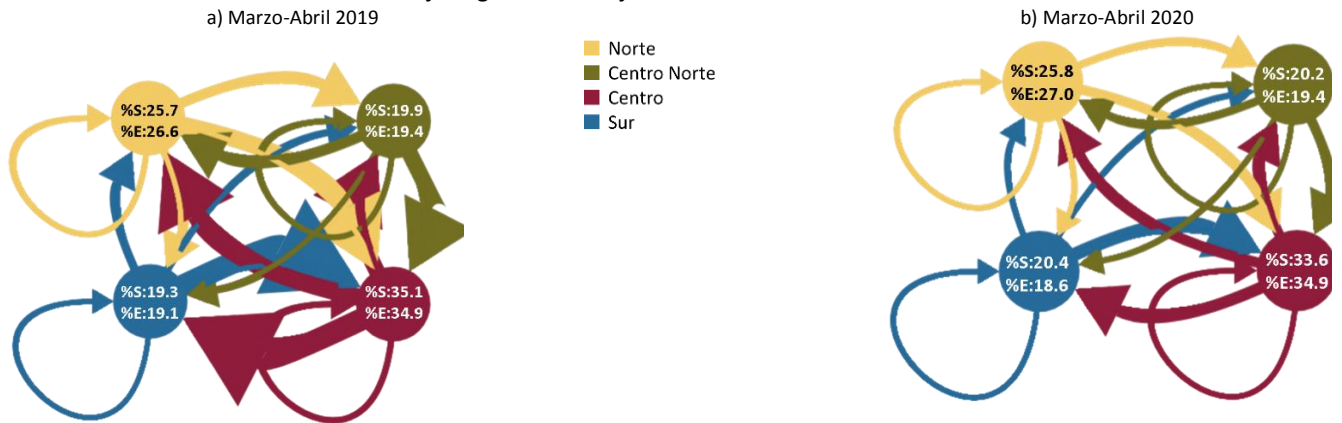 a) Marzo-Abril 2019
b) Marzo-Abril 2020
Norte
Centro Norte
Centro
Sur
%S:25.7
%E:26.6
%S:19.9
%E:19.4
%S:19.3
%E:19.1
%S:35.1
%E:34.9
%S:25.8
%E:27.0
%S:20.2
%E:19.4
%S:20.4
%E:18.6
%S:33.6
%E:34.9